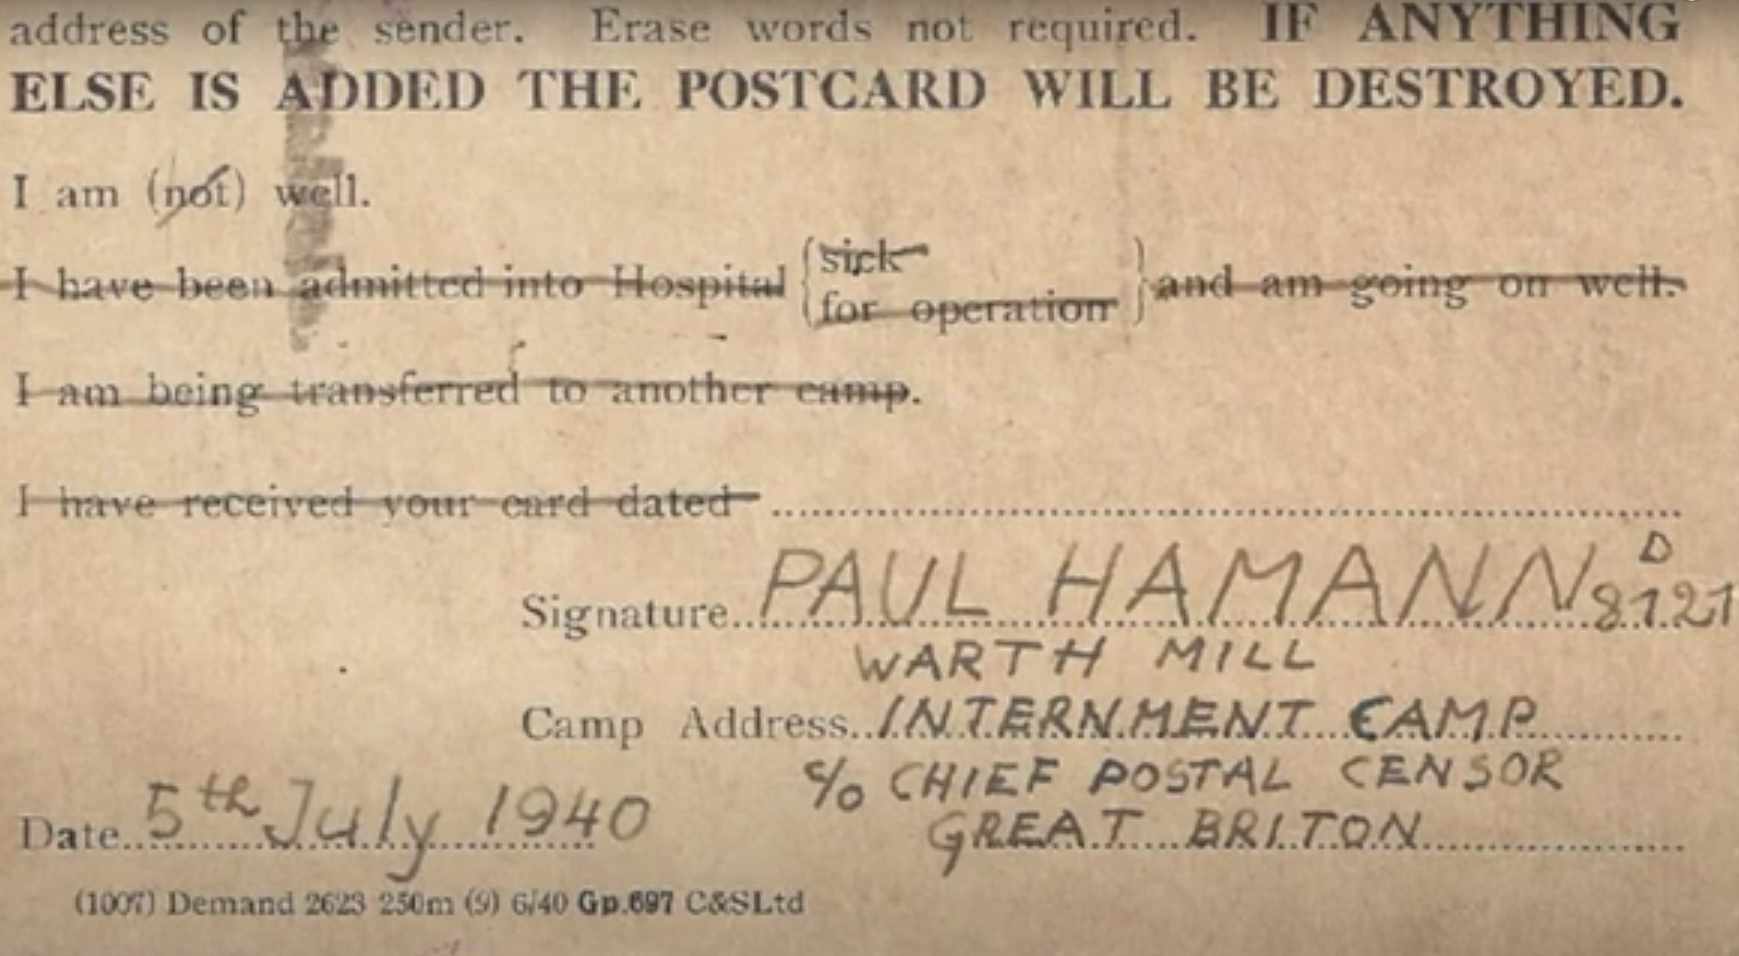 address of the sender. Erase words not required. IF ANYTHING
ELSE IS ADDED THE POSTCARD WILL BE DESTROYED.
I am (not) well.
I have been admitted into Hospital { sick
for operation } and am going on well.
I am being transferred to another camp.
I have received your card dated
Signature PAUL HAMANN D 8121
WARTH MILL
Camp Address INTERNMENT CAMP
c/o CHIEF POSTAL CENSOR
Date 5th July 1940 GREAT BRITON
(1007) Demand 2623 250m (9) 6/40 Gp.697 C&SLtd